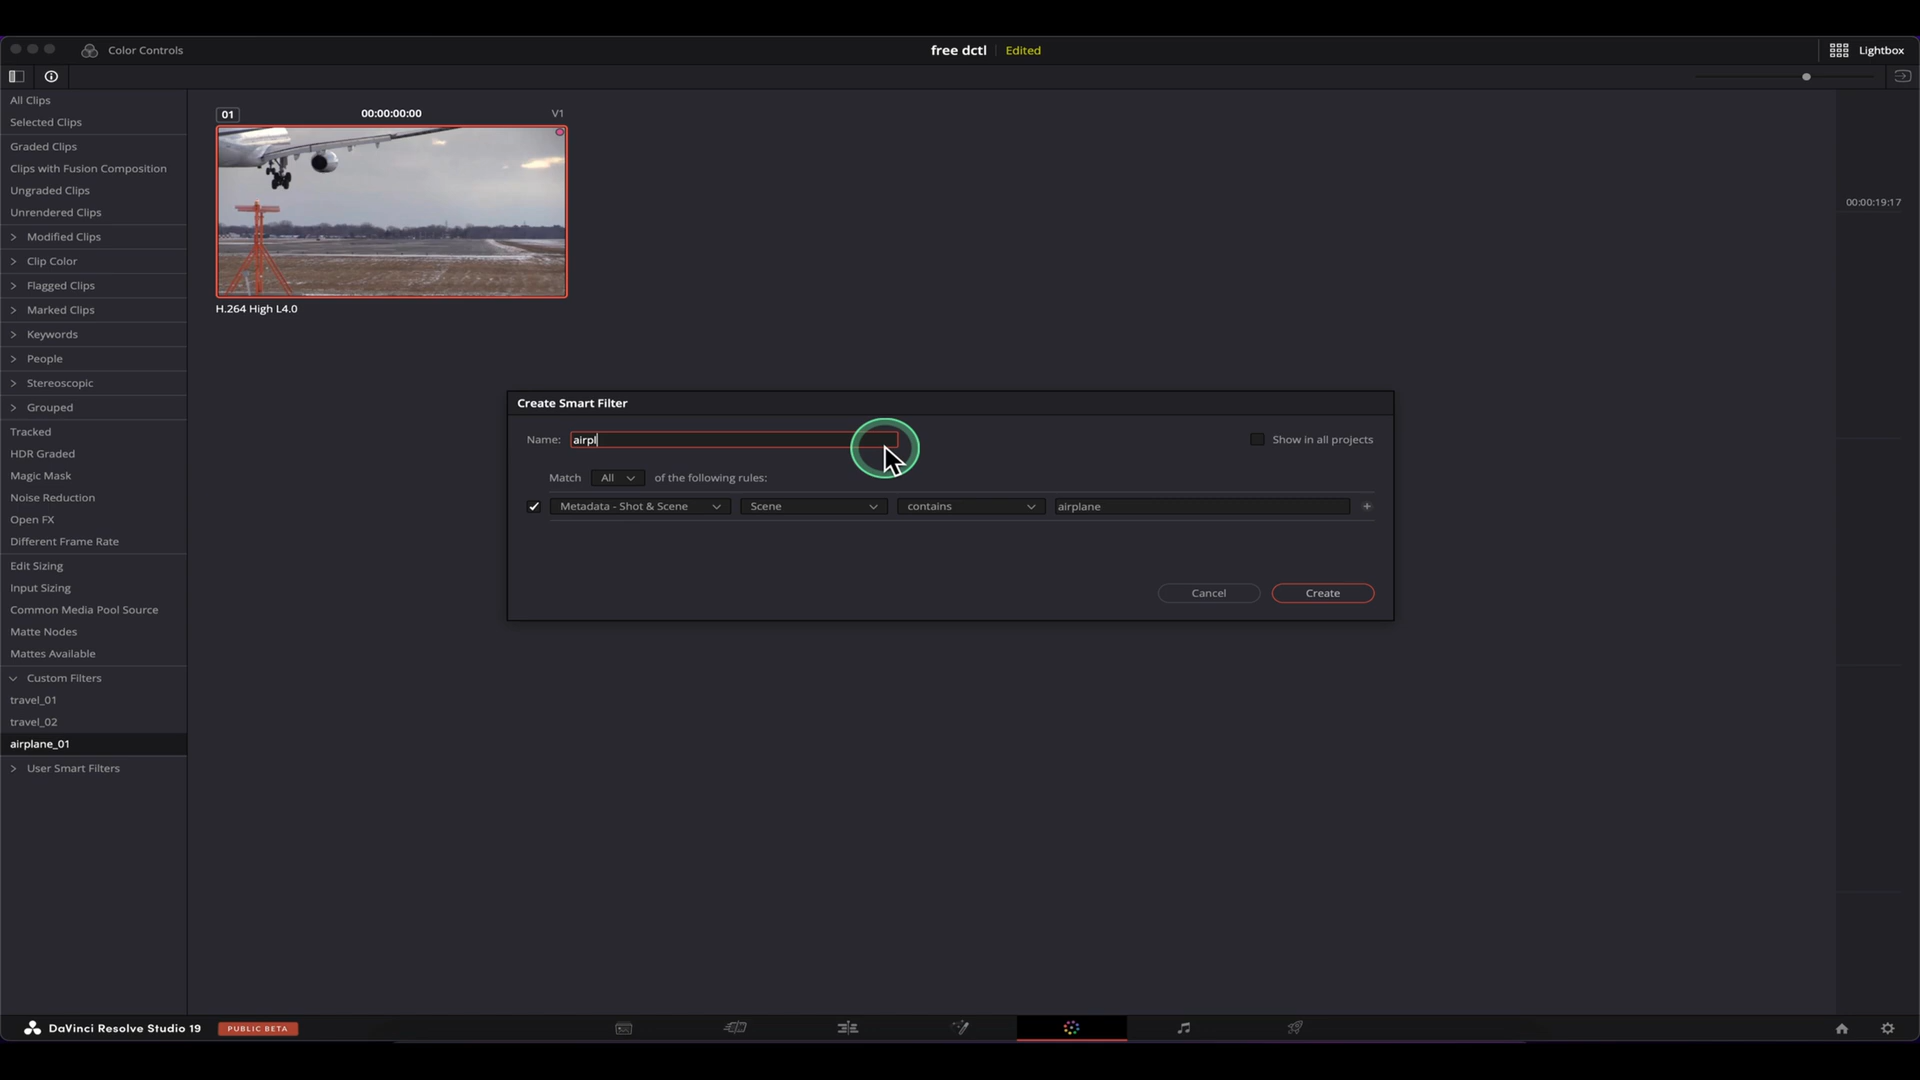 Color Controls
free dctl
Edited
Lightbox
All Clips
Selected Clips
Graded Clips
Clips with Fusion Composition
Ungraded Clips
Unrendered Clips
Modified Clips
Clip Color
Flagged Clips
Marked Clips
Keywords
People
Stereoscopic
Grouped
Tracked
HDR Graded
Magic Mask
Noise Reduction
Open FX
Different Frame Rate
Edit Sizing
Input Sizing
Common Media Pool Source
Matte Nodes
Mattes Available
Custom Filters
travel_01
travel_02
airplane_01
User Smart Filters
01 00:00:00:00 V1
H.264 High L4.0
00:00:19:17
Create Smart Filter
Name: airpl
Show in all projects
Match All of the following rules:
Metadata - Shot & Scene Scene contains airplane
Cancel Create
DaVinci Resolve Studio 19 PUBLIC BETA